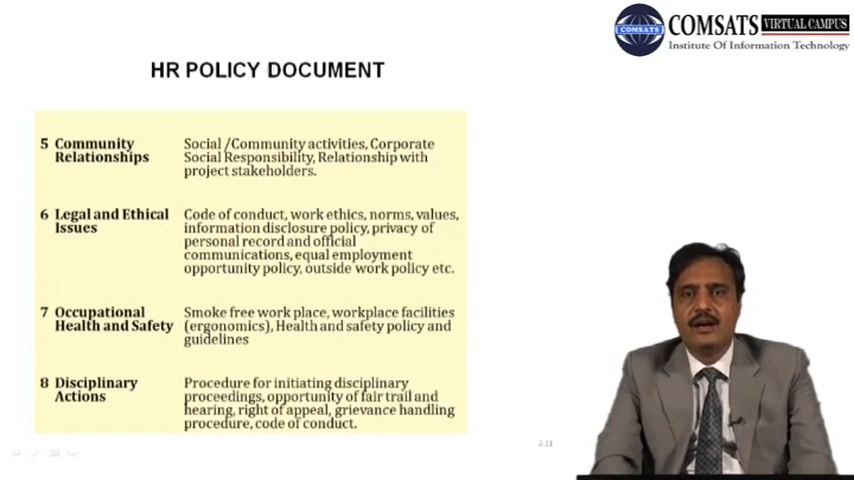 COMSATS
COMSATS VIRTUAL CAMPUS
Institute Of Information Technology
HR POLICY DOCUMENT
5 Community Relationships
Social /Community activities, Corporate
Social Responsibility, Relationship with
project stakeholders.
6 Legal and Ethical Issues
Code of conduct, work ethics, norms, values,
information disclosure policy, privacy of
personal record and official
communications, equal employment
opportunity policy, outside work policy etc.
7 Occupational Health and Safety
Smoke free work place, workplace facilities
(ergonomics), Health and safety policy and
guidelines
8 Disciplinary Actions
Procedure for initiating disciplinary
proceedings, opportunity of fair trail and
hearing, right of appeal, grievance handling
procedure, code of conduct.
2-11